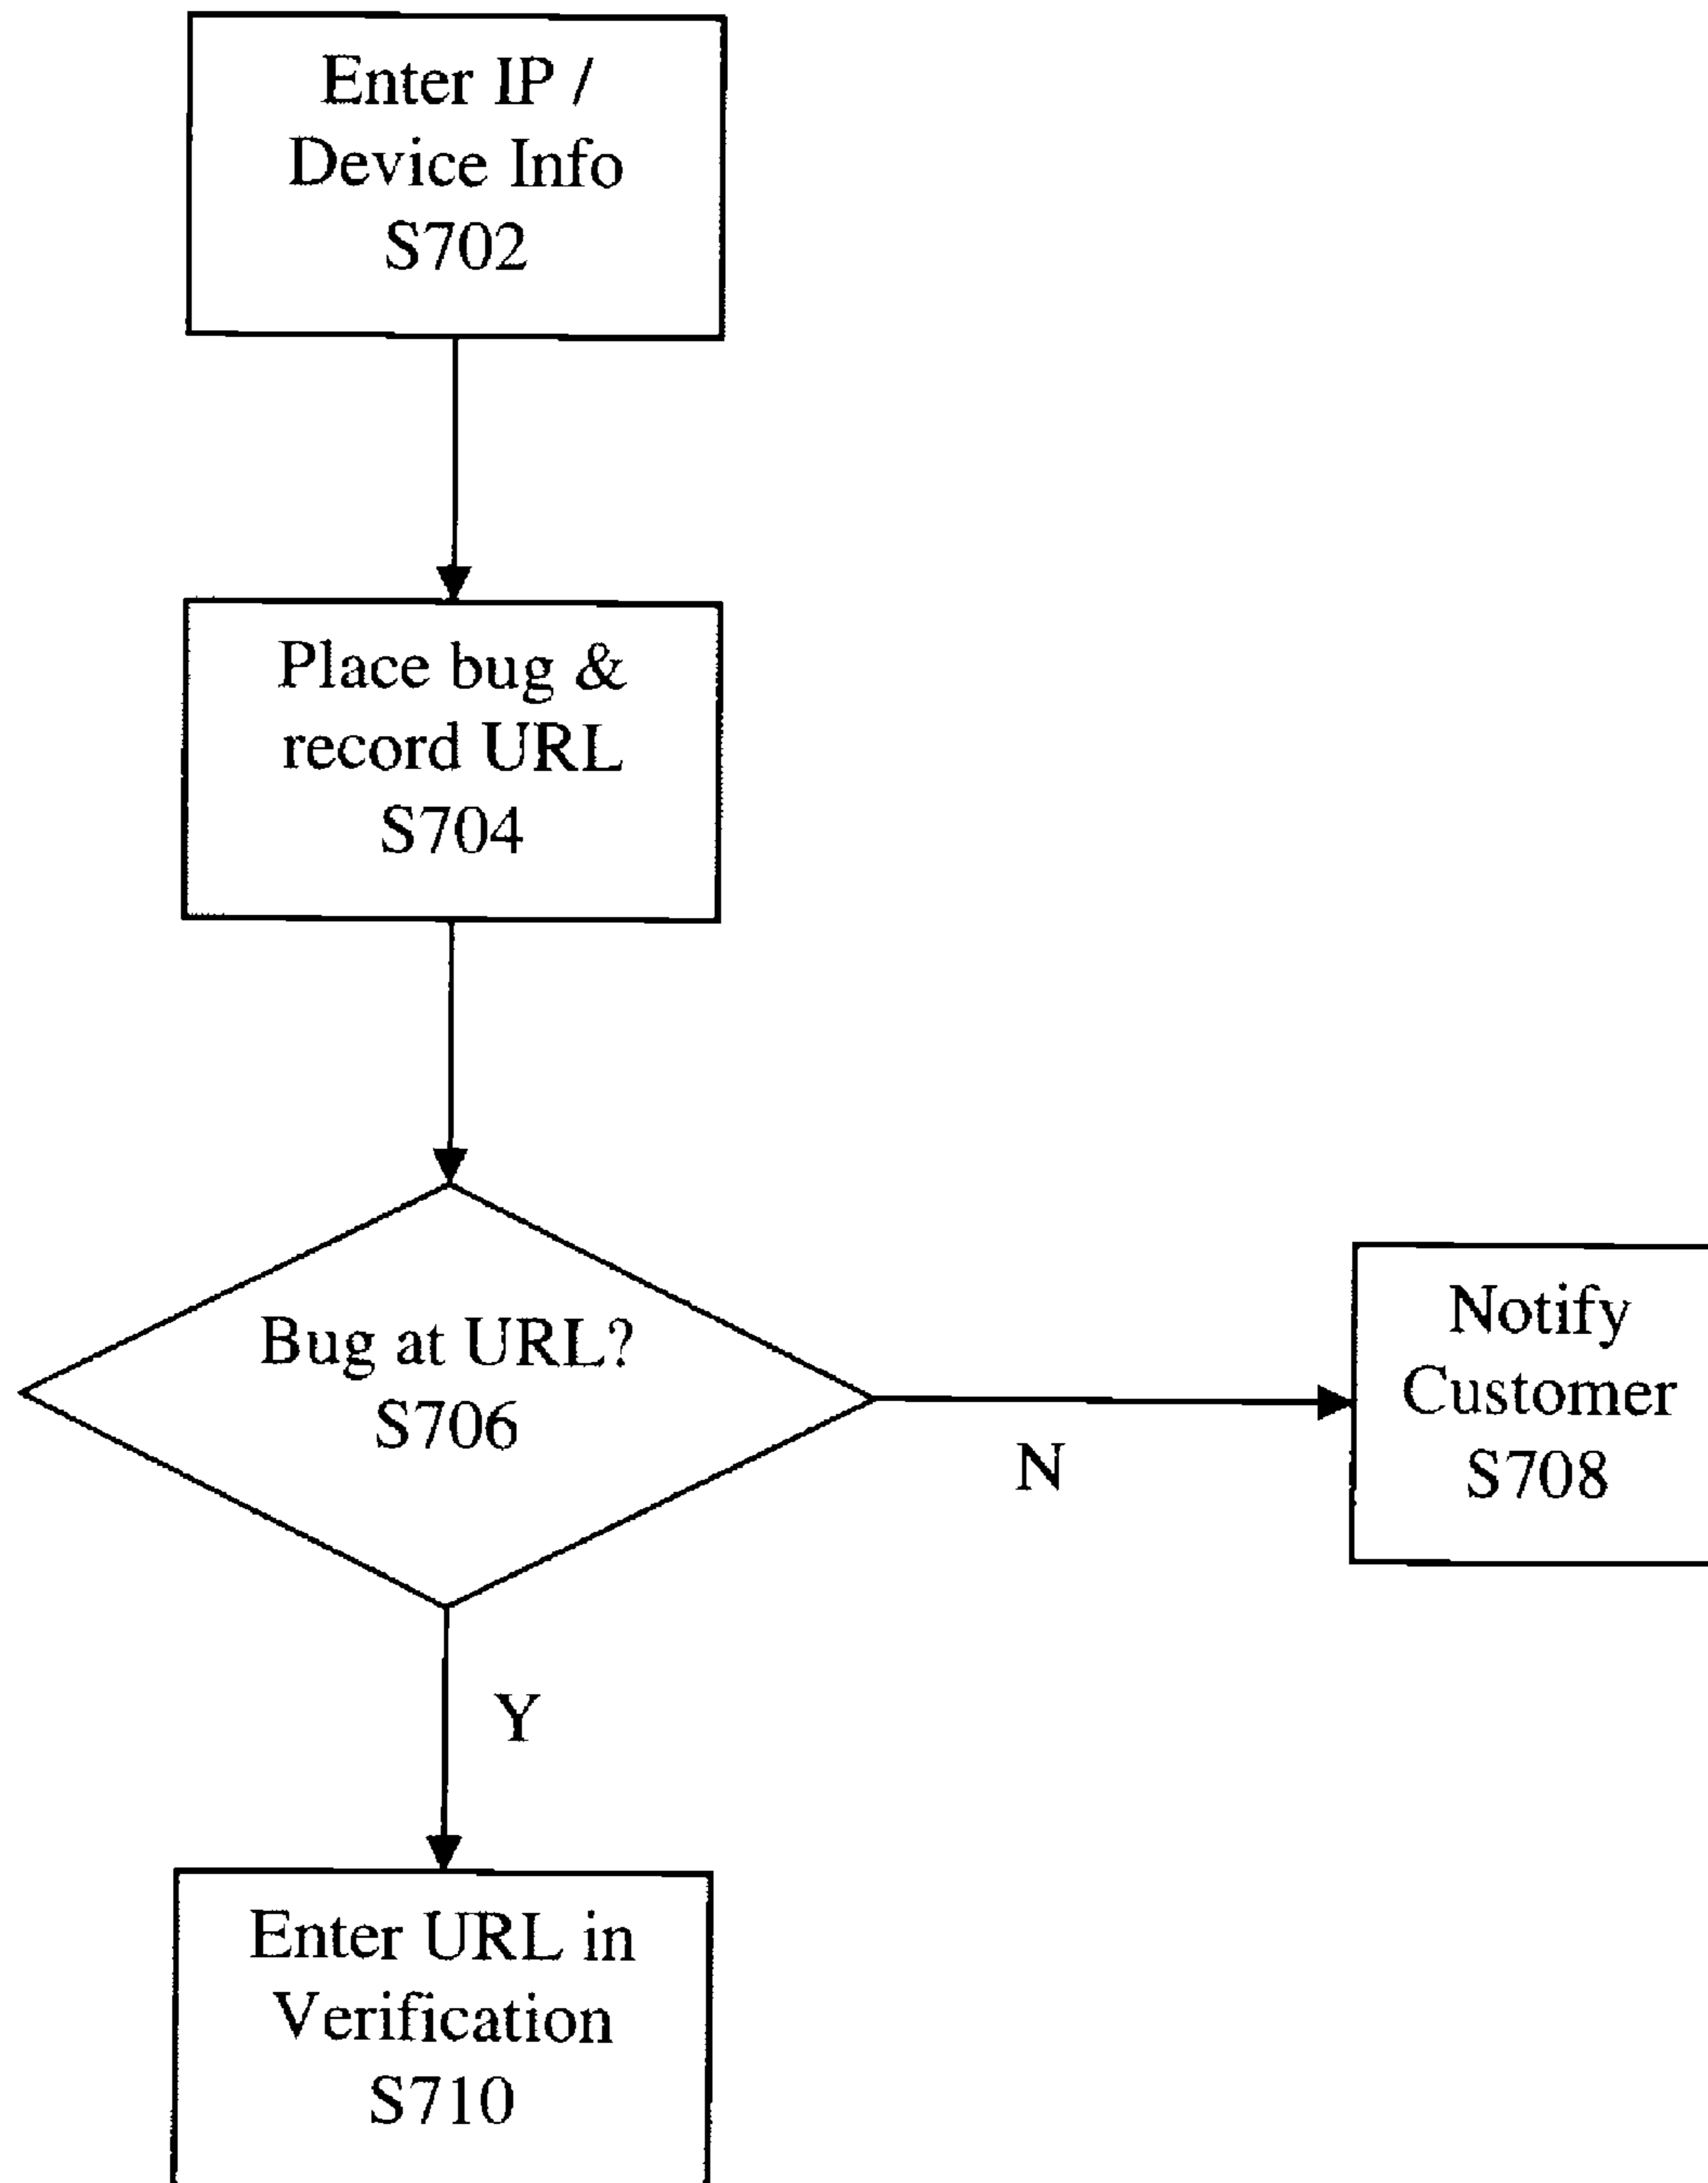 Enter IP /
Device Info
S702
Place bug &
record URL
S704
Bug at URL?
S706
N
Notify
Customer
S708
Y
Enter URL in
Verification
S710